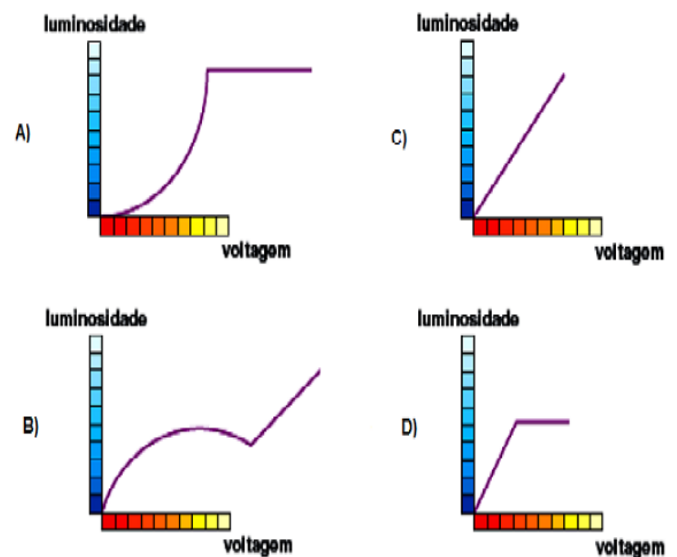 luminosidade
A)
voltagem
luminosidade
C)
voltagem
luminosidade
B)
voltagem
luminosidade
D)
voltagem